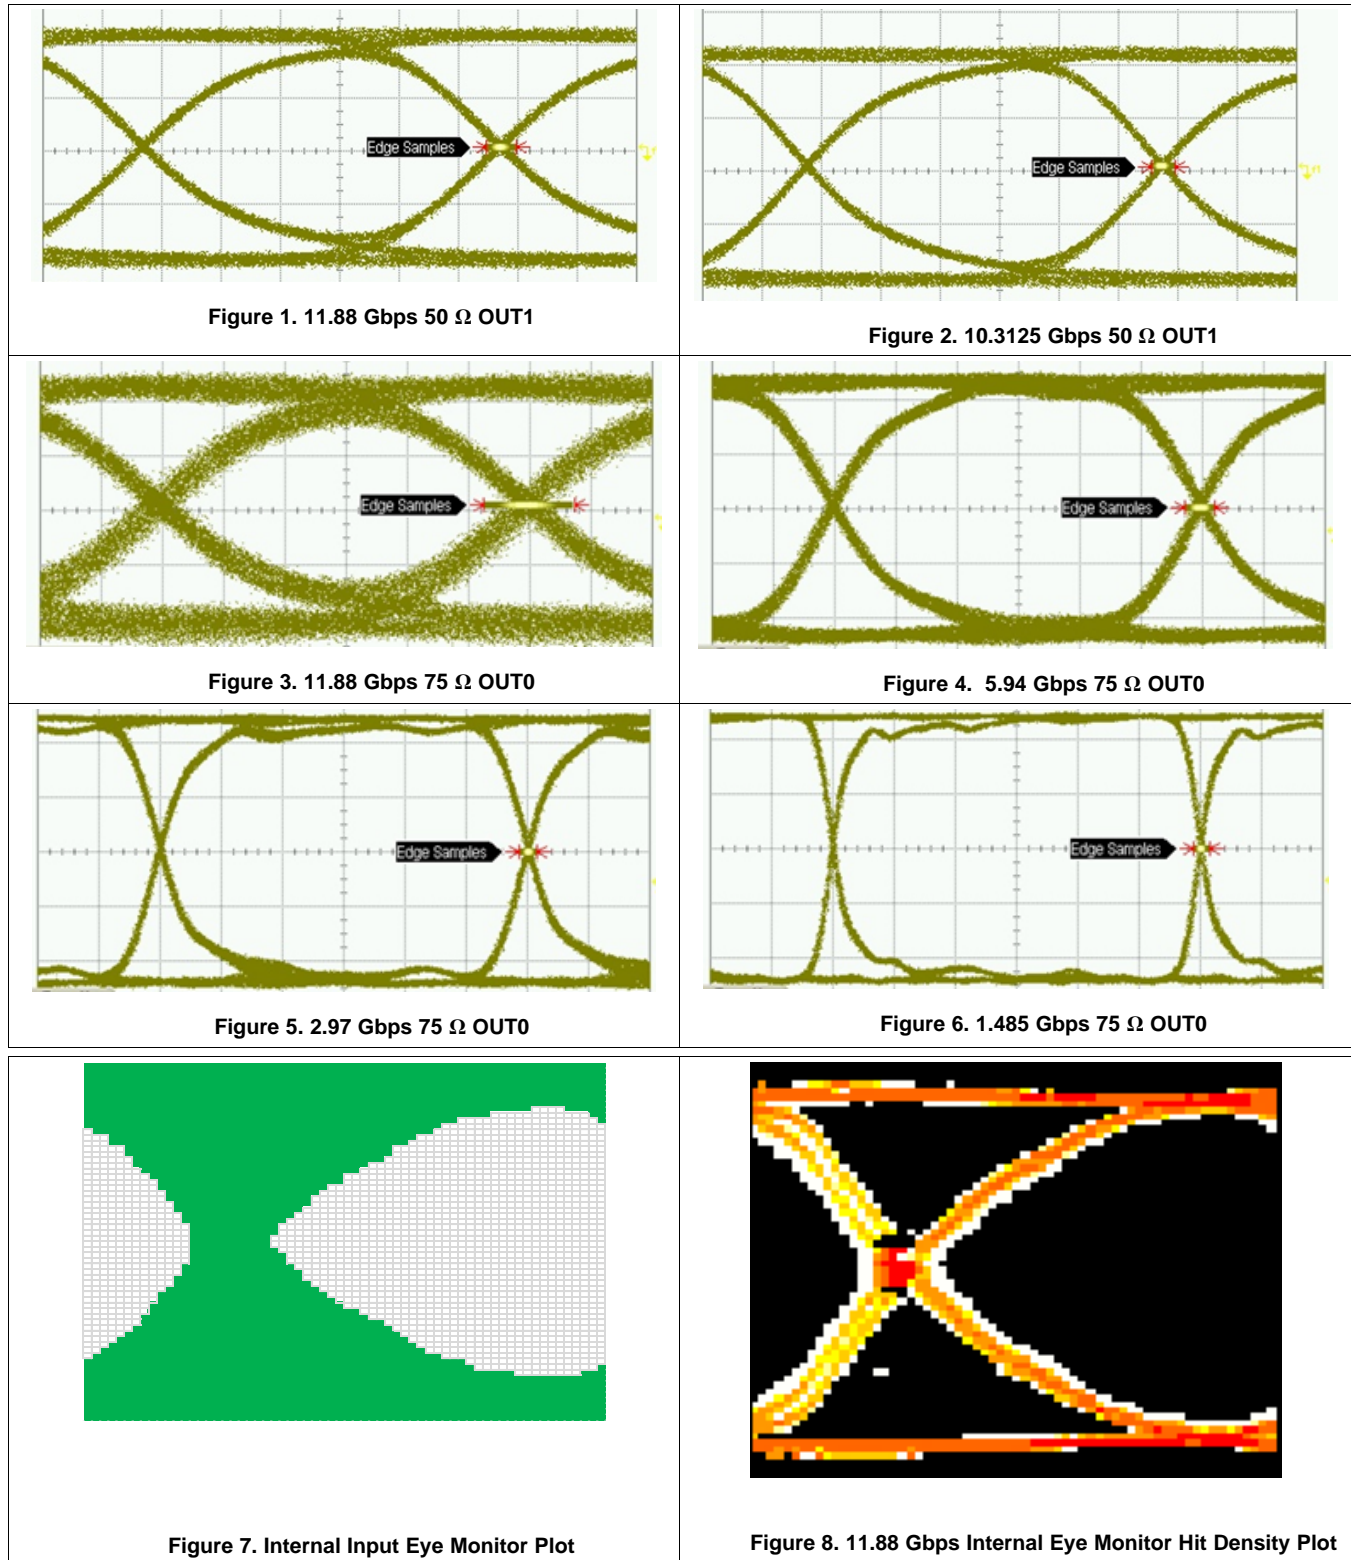 Edge Samples
Figure 1. 11.88 Gbps 50 Ω OUT1
Edge Samples
Figure 2. 10.3125 Gbps 50 Ω OUT1
Edge Samples
Figure 3. 11.88 Gbps 75 Ω OUT0
Edge Samples
Figure 4. 5.94 Gbps 75 Ω OUT0
Edge Samples
Figure 5. 2.97 Gbps 75 Ω OUT0
Edge Samples
Figure 6. 1.485 Gbps 75 Ω OUT0
Figure 7. Internal Input Eye Monitor Plot
Figure 8. 11.88 Gbps Internal Eye Monitor Hit Density Plot